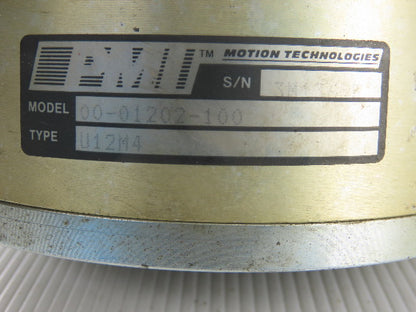 PMI™ MOTION TECHNOLOGIES
S/N
MODEL 00-01202-100
TYPE U12M4